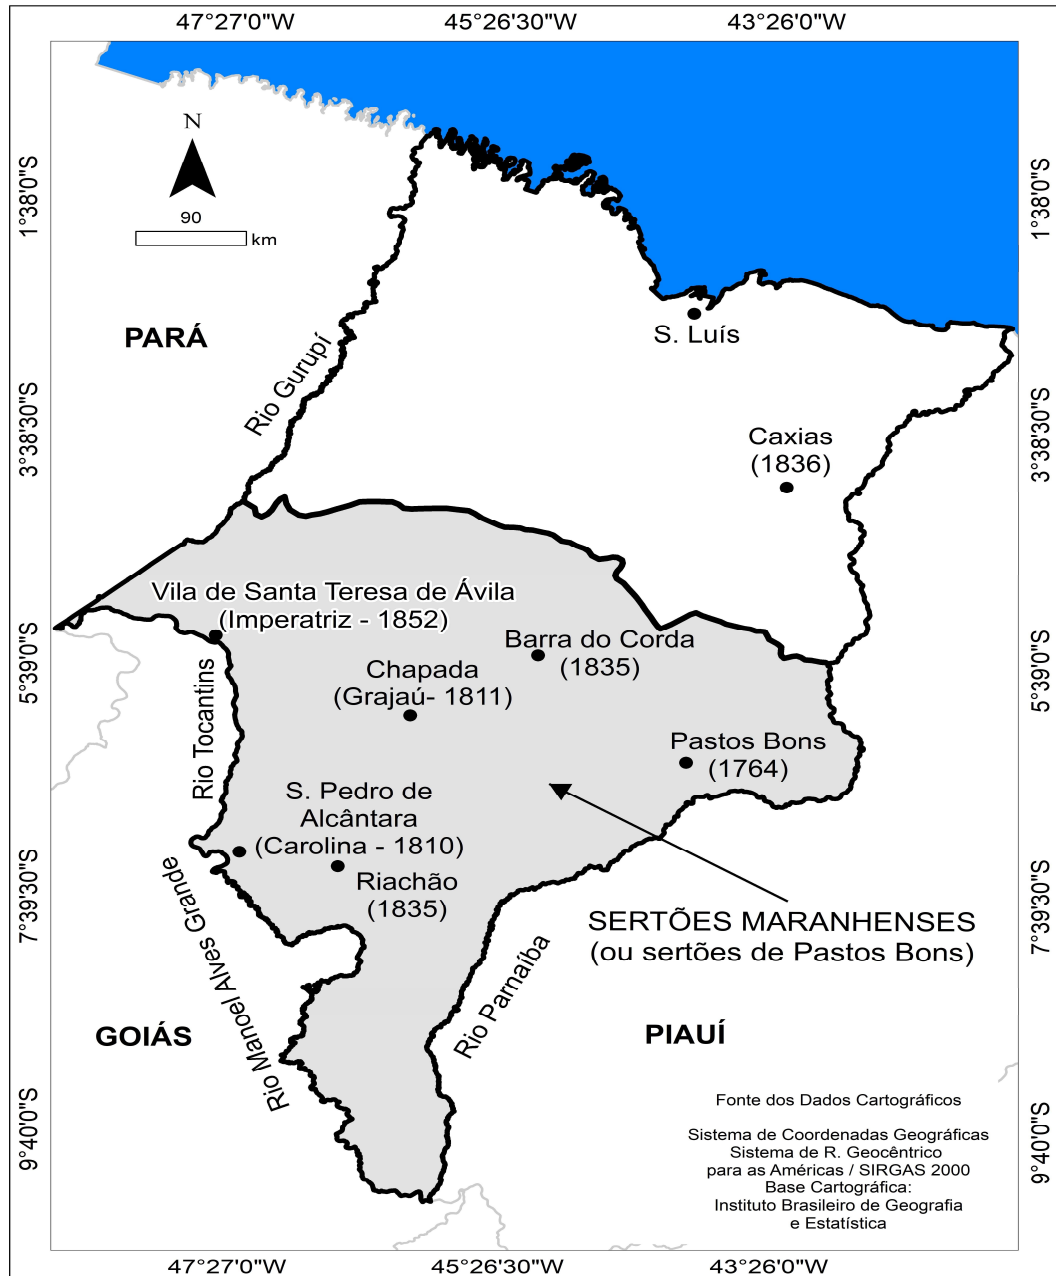 47°27'0"W
45°26'30"W
43°26'0"W
N
90
km
1°38'0"S
1°38'0"S
PARÁ
Rio Gurupí
S. Luís
3°38'30"S
3°38'30"S
Caxias
(1836)
Vila de Santa Teresa de Ávila
(Imperatriz - 1852)
Barra do Corda
(1835)
5°39'0"S
5°39'0"S
Chapada
(Grajaú- 1811)
Rio Tocantins
Pastos Bons
(1764)
S. Pedro de
Alcântara
(Carolina - 1810)
Riachão
(1835)
7°39'30"S
7°39'30"S
SERTÕES MARANHENSES
(ou sertões de Pastos Bons)
Rio Manoel Alves Grande
Rio Parnaíba
GOIÁS
PIAUÍ
9°40'0"S
9°40'0"S
Fonte dos Dados Cartográficos
Sistema de Coordenadas Geográficas
Sistema de R. Geocêntrico
para as Américas / SIRGAS 2000
Base Cartográfica:
Instituto Brasileiro de Geografia
e Estatística
47°27'0"W
45°26'30"W
43°26'0"W